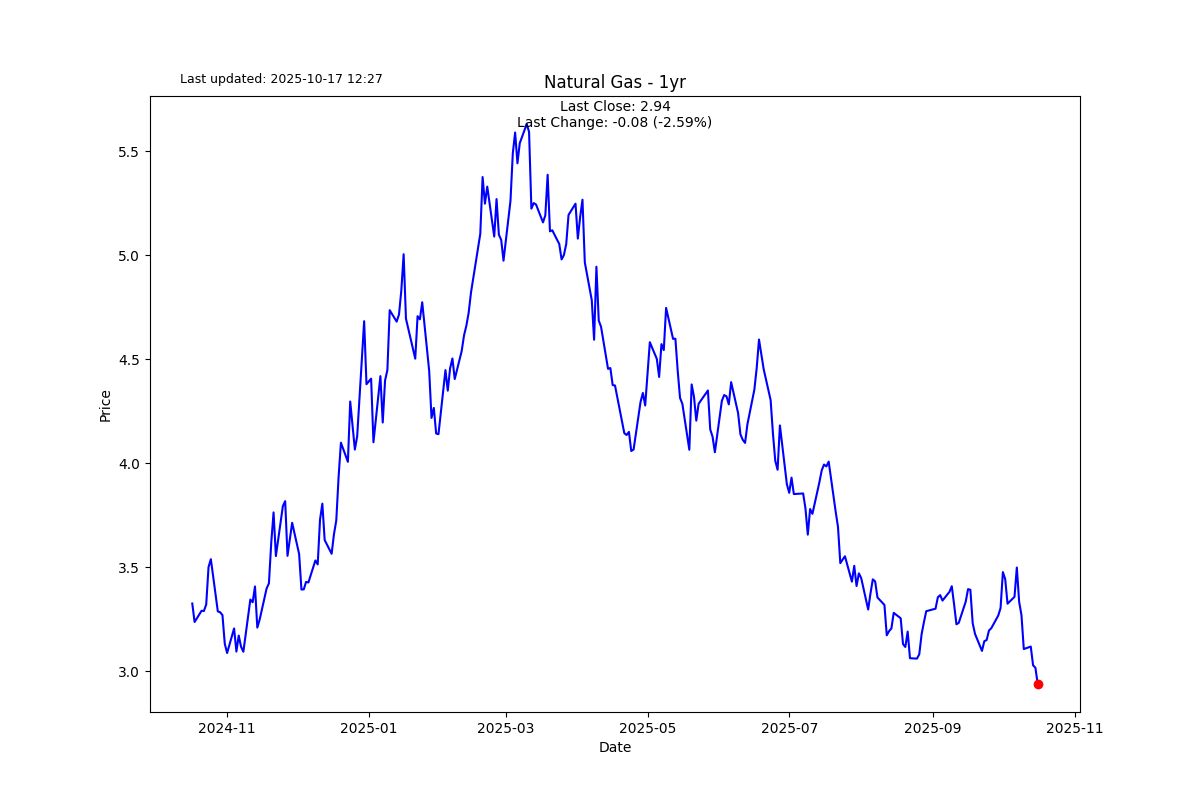 Last updated: 2025-10-17 12:27
Natural Gas - 1yr
Last Close: 2.94
Last Change: -0.08 (-2.59%)
Price
5.5
5.0
4.5
4.0
3.5
3.0
2024-11 2025-01 2025-03 2025-05 2025-07 2025-09 2025-11
Date